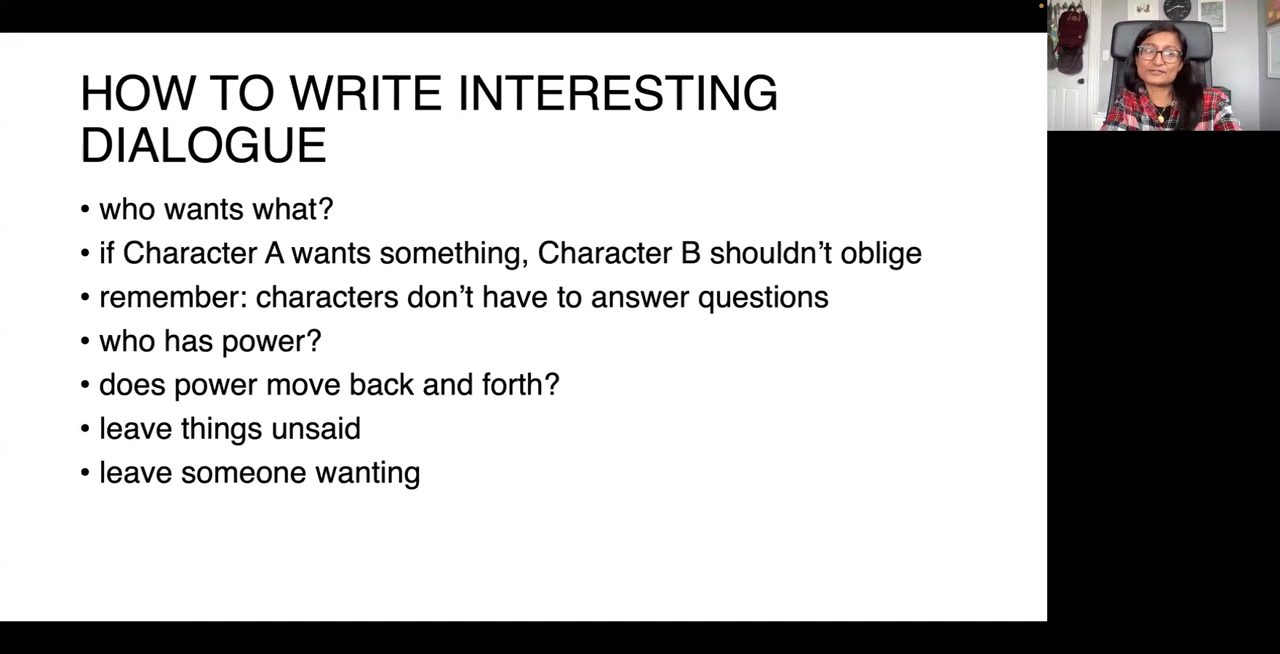 HOW TO WRITE INTERESTING
DIALOGUE
• who wants what?
• if Character A wants something, Character B shouldn’t oblige
• remember: characters don’t have to answer questions
• who has power?
• does power move back and forth?
• leave things unsaid
• leave someone wanting